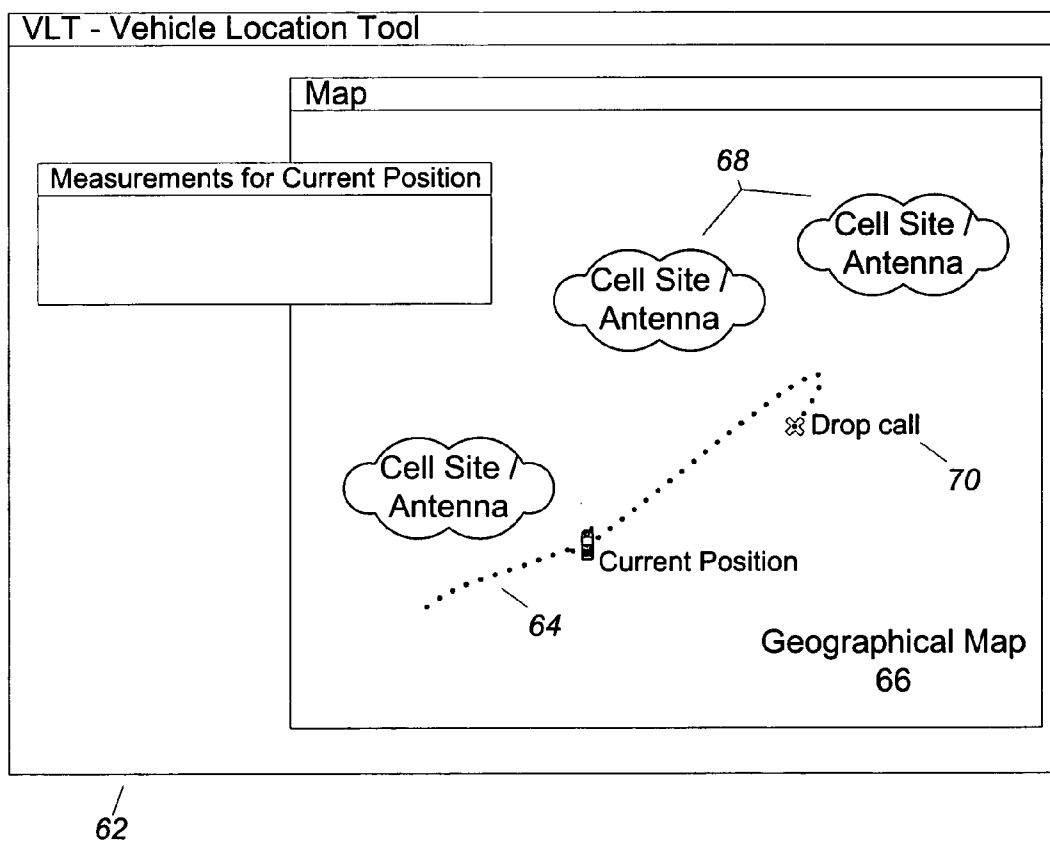 VLT - Vehicle Location Tool
Map
Measurements for Current Position
68
Cell Site /
Antenna
Cell Site /
Antenna
Drop call
70
Cell Site /
Antenna
Current Position
64
Geographical Map
66
62